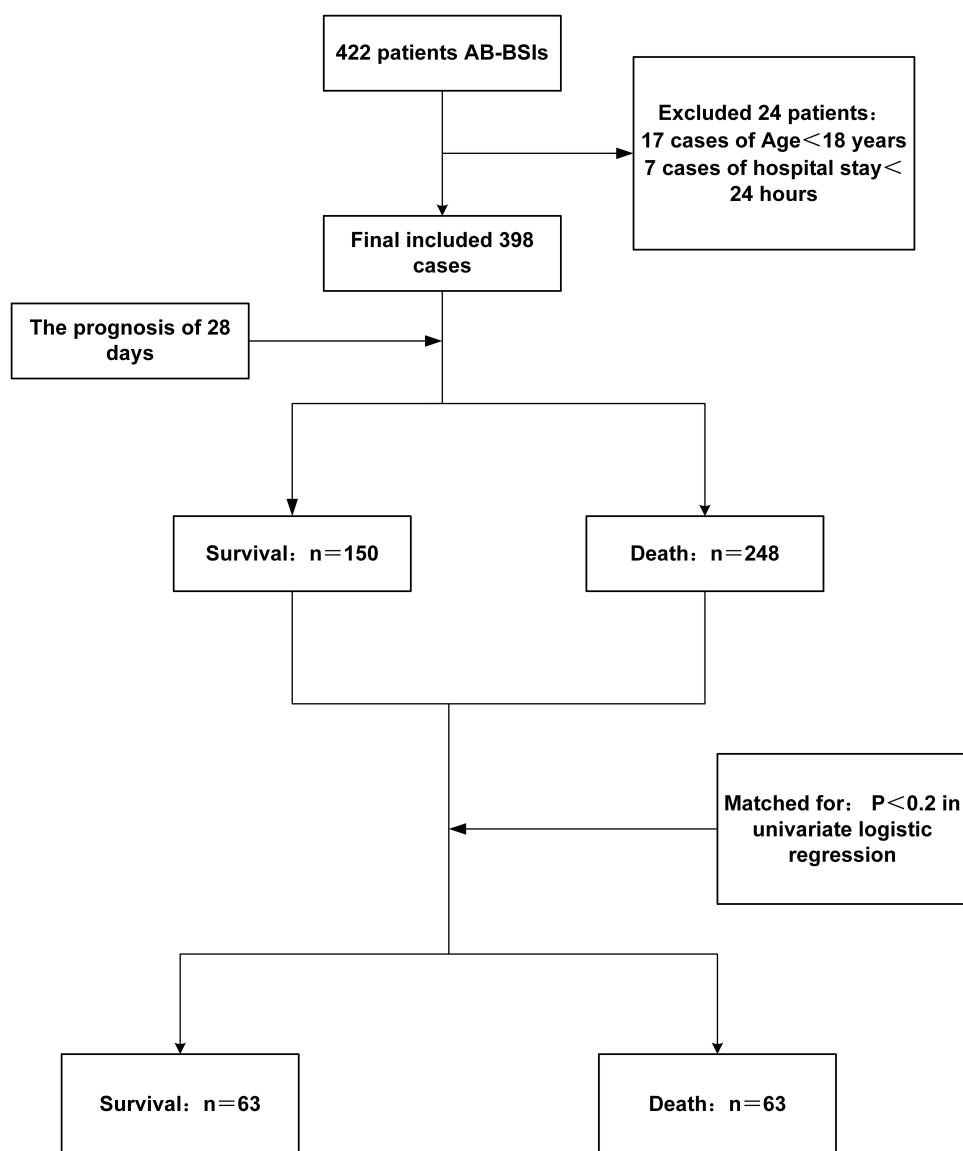 422 patients AB-BSIs
Excluded 24 patients：
17 cases of Age＜18 years
7 cases of hospital stay＜
24 hours
Final included 398
cases
The prognosis of 28
days
Survival：n＝150
Death：n＝248
Matched for： P＜0.2 in
univariate logistic
regression
Survival：n＝63
Death：n＝63